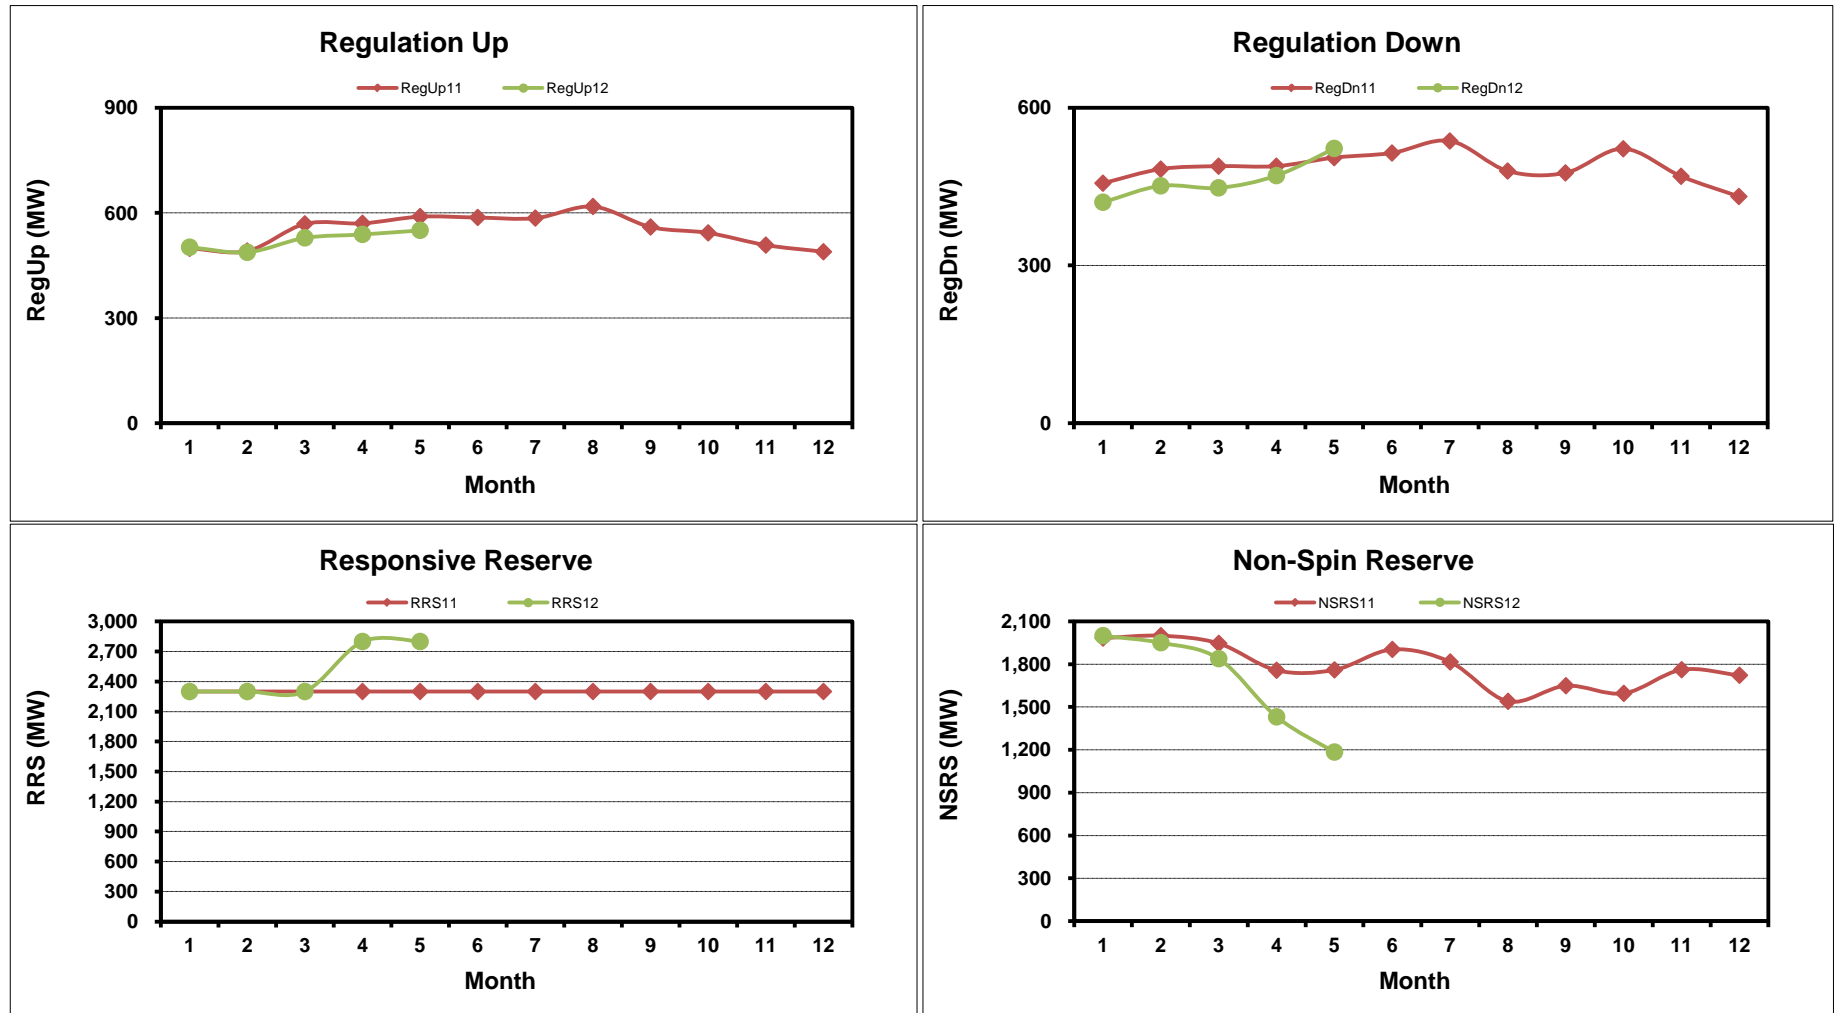 Regulation Up
RegUp11 RegUp12
900
600
300
0
RegUp (MW)
1 2 3 4 5 6 7 8 9 10 11 12
Month
Regulation Down
RegDn11 RegDn12
600
300
0
RegDn (MW)
1 2 3 4 5 6 7 8 9 10 11 12
Month
Responsive Reserve
RRS11 RRS12
3,000
2,700
2,400
2,100
1,800
1,500
1,200
900
600
300
0
RRS (MW)
1 2 3 4 5 6 7 8 9 10 11 12
Month
Non-Spin Reserve
NSRS11 NSRS12
2,100
1,800
1,500
1,200
900
600
300
0
NSRS (MW)
1 2 3 4 5 6 7 8 9 10 11 12
Month